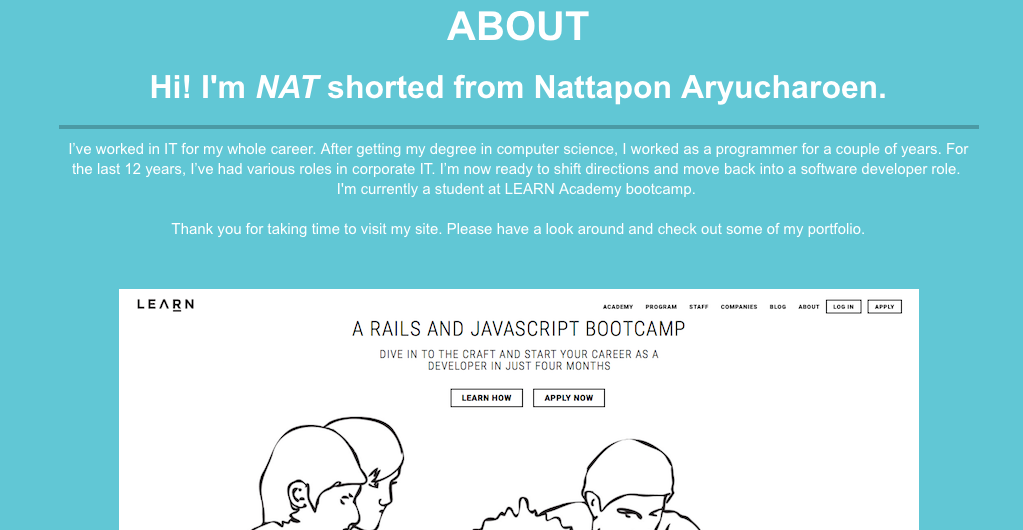 ABOUT
Hi! I'm NAT shorted from Nattapon Aryucharoen.
I've worked in IT for my whole career. After getting my degree in computer science, I worked as a programmer for a couple of years. For
the last 12 years, I've had various roles in corporate IT. I'm now ready to shift directions and move back into a software developer role.
I'm currently a student at LEARN Academy bootcamp.
Thank you for taking time to visit my site. Please have a look around and check out some of my portfolio.
LEARN
ACADEMY PROGRAM STAFF COMPANIES BLOG ABOUT LOG IN APPLY
A RAILS AND JAVASCRIPT BOOTCAMP
DIVE IN TO THE CRAFT AND START YOUR CAREER AS A
DEVELOPER IN JUST FOUR MONTHS
LEARN HOW APPLY NOW